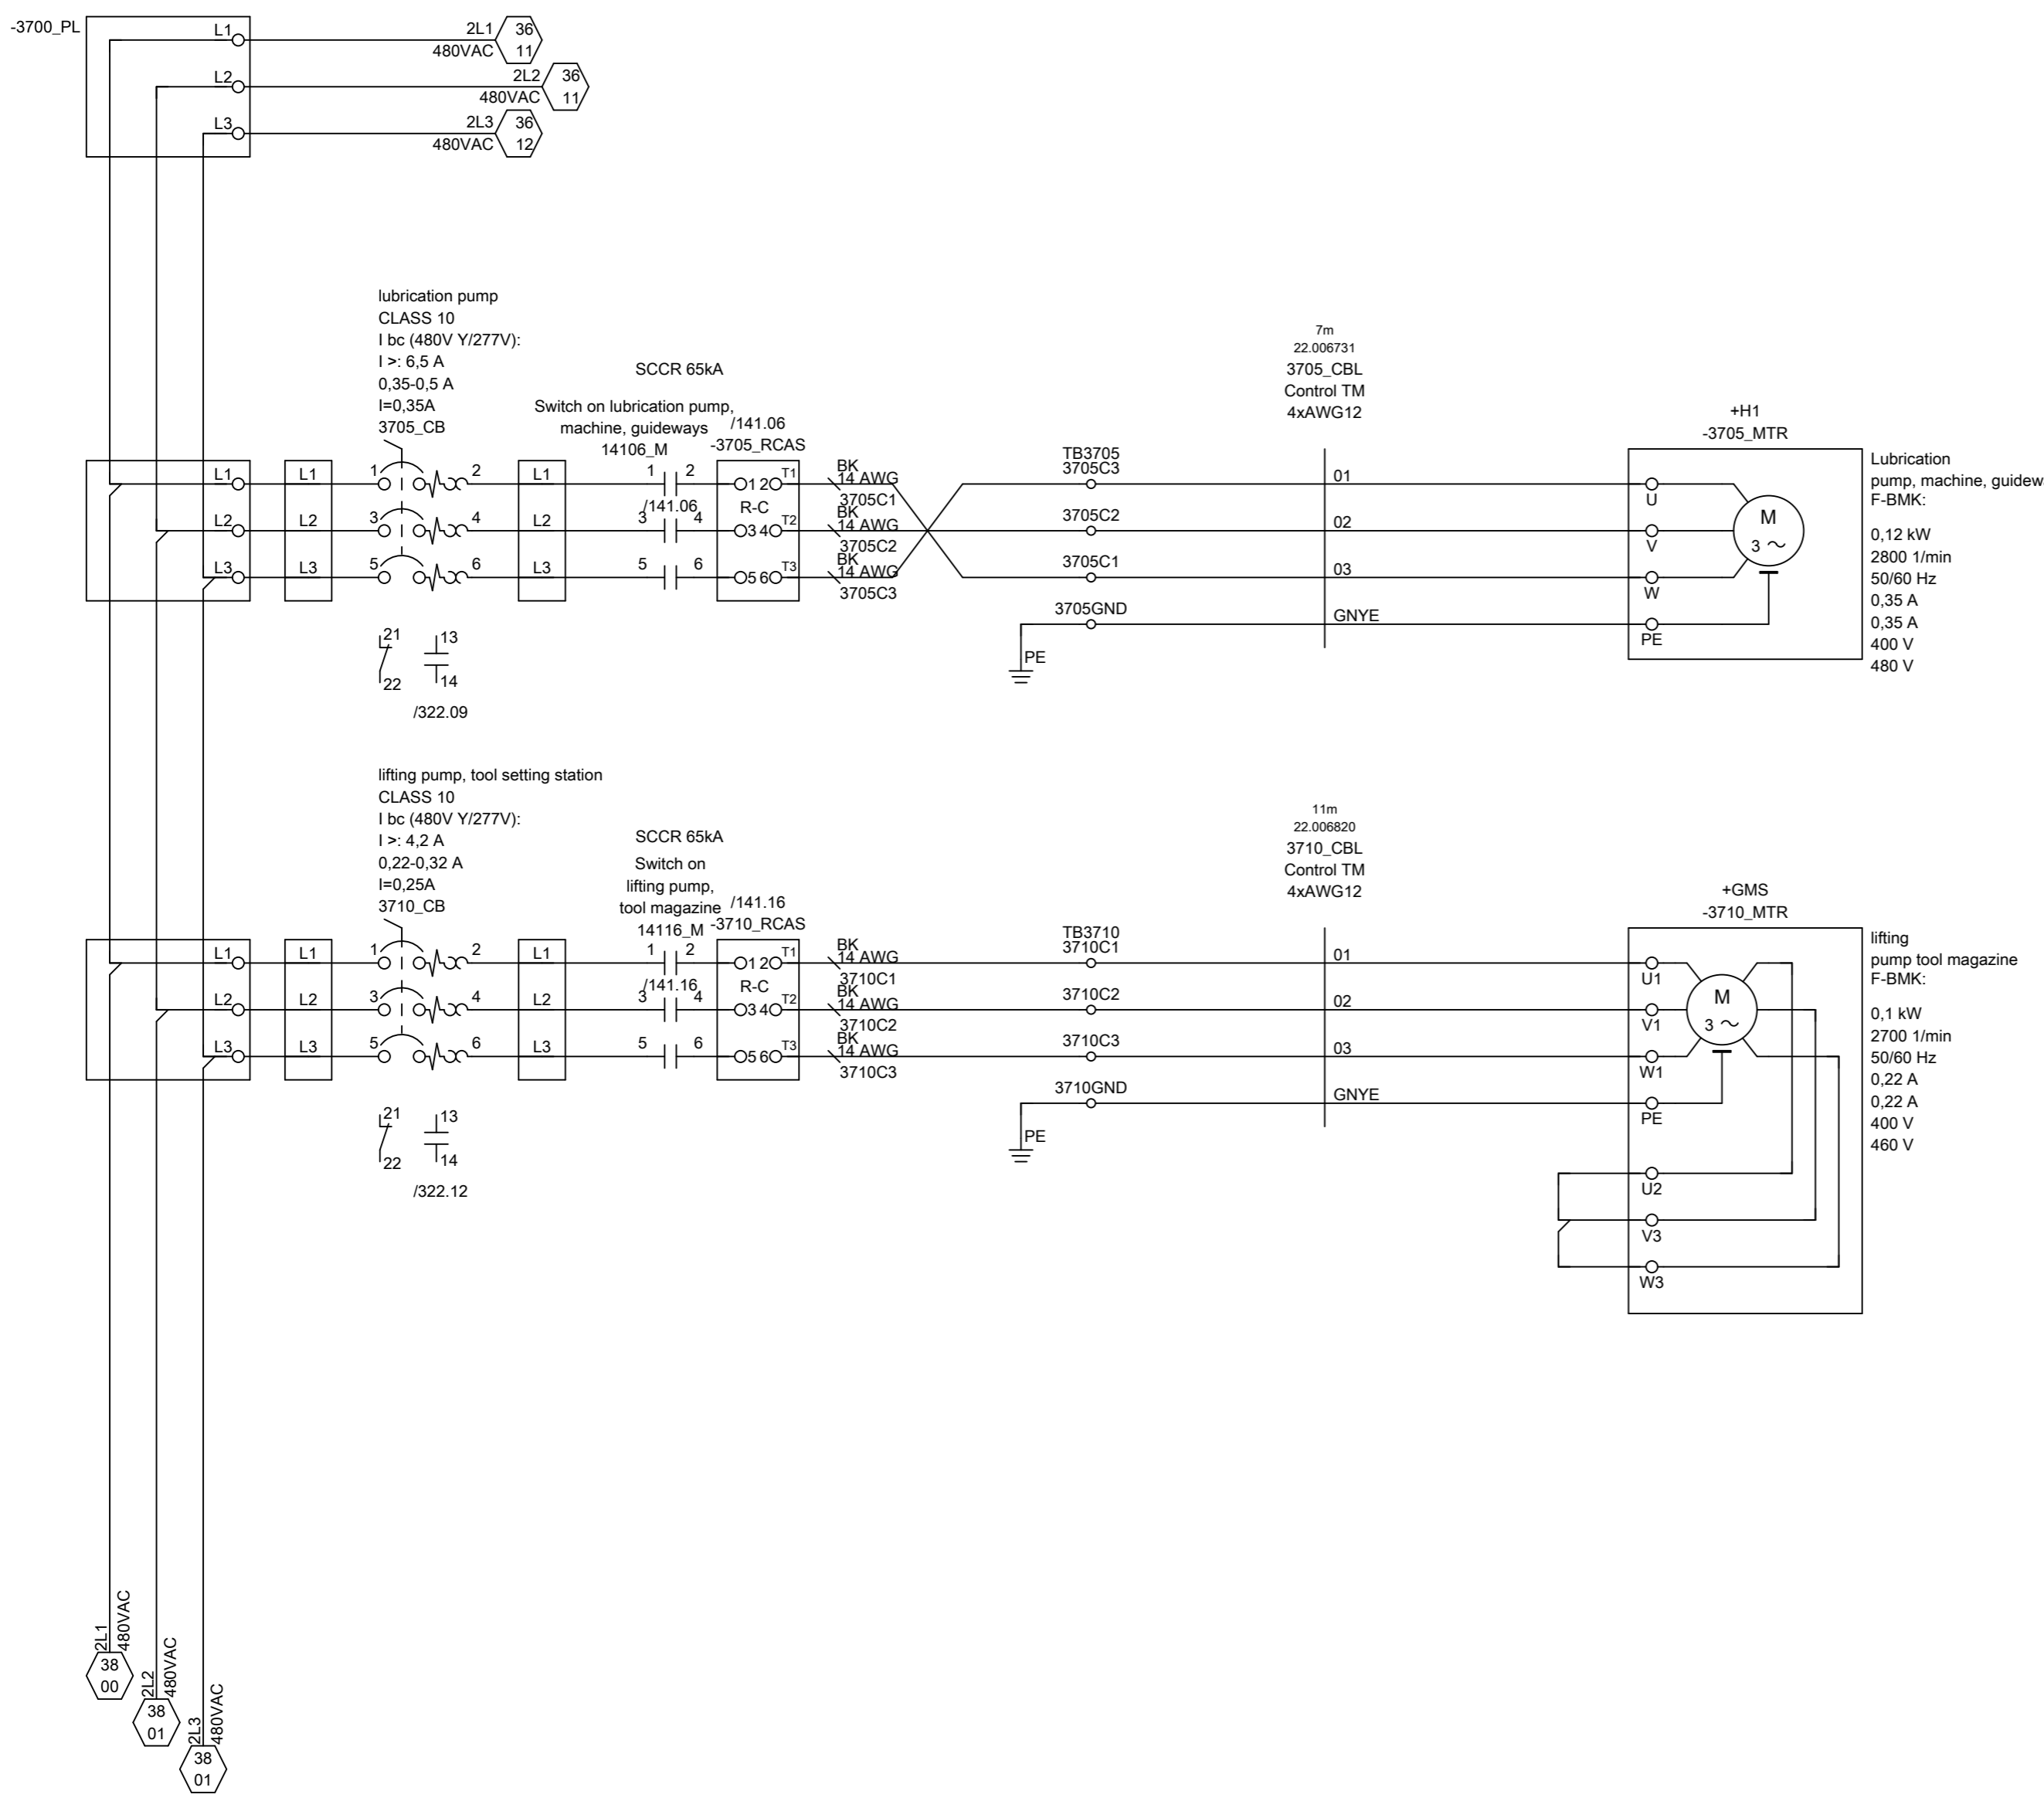 -3700_PL
L1
2L1
480VAC
36
11
L2
2L2
480VAC
36
11
L3
2L3
480VAC
36
12
lubrication pump
CLASS 10
I bc (480V Y/277V):
I >: 6,5 A
0,35-0,5 A
I=0,35A
3705_CB
SCCR 65kA
Switch on lubrication pump,
machine, guideways
14106_M
/141.06
-3705_RCAS
7m
22.006731
3705_CBL
Control TM
4xAWG12
+H1
-3705_MTR
L1
L1
1
2
L1
1
2
1
2
T1
BK
14 AWG
3705C1
TB3705
3705C3
01
U
/141.06
R-C
L2
L2
3
4
L2
3
4
3
4
T2
BK
14 AWG
3705C2
3705C2
02
V
L3
L3
5
6
L3
5
6
5
6
T3
BK
14 AWG
3705C3
3705C1
03
W
3705GND
GNYE
PE
PE
M
3 ~
Lubrication
pump, machine, guidew
F-BMK:
0,12 kW
2800 1/min
50/60 Hz
0,35 A
0,35 A
400 V
480 V
21
22
13
14
/322.09
lifting pump, tool setting station
CLASS 10
I bc (480V Y/277V):
I >: 4,2 A
0,22-0,32 A
I=0,25A
3710_CB
SCCR 65kA
Switch on
lifting pump,
tool magazine
14116_M
/141.16
-3710_RCAS
11m
22.006820
3710_CBL
Control TM
4xAWG12
+GMS
-3710_MTR
L1
L1
1
2
L1
1
2
1
2
T1
BK
14 AWG
3710C1
TB3710
3710C1
01
U1
/141.16
R-C
L2
L2
3
4
L2
3
4
3
4
T2
BK
14 AWG
3710C2
3710C2
02
V1
L3
L3
5
6
L3
5
6
5
6
T3
BK
14 AWG
3710C3
3710C3
03
W1
3710GND
GNYE
PE
PE
M
3 ~
U2
V3
W3
lifting
pump tool magazine
F-BMK:
0,1 kW
2700 1/min
50/60 Hz
0,22 A
0,22 A
400 V
460 V
21
22
13
14
/322.12
2L1
480VAC
38
00
2L2
480VAC
38
01
2L3
480VAC
38
01